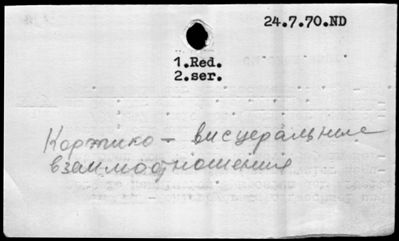 24.7.70.ND
1.Red.
2.ser.
Кортико - висцеральные
взаимоотношения